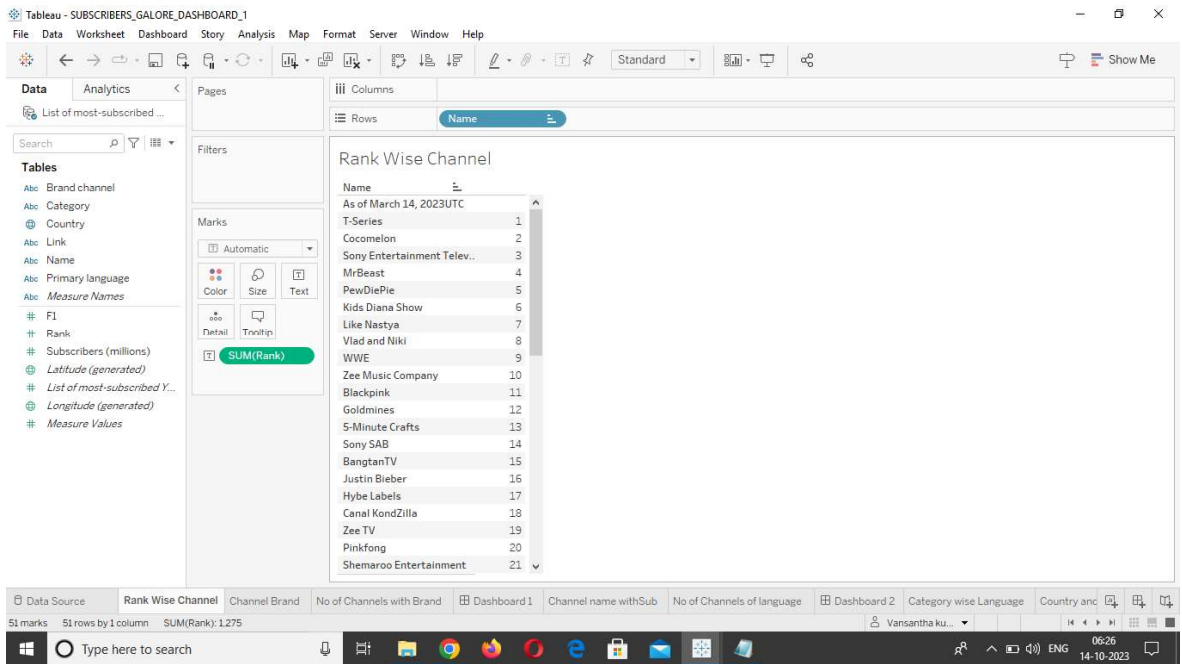 Tableau - SUBSCRIBERS_GALORE_DASHBOARD_1
File Data Worksheet Dashboard Story Analysis Map Format Server Window Help
Standard
Show Me
Data Analytics
List of most-subscribed ...
Search
Tables
Abc Brand channel
Abc Category
Country
Abc Link
Abc Name
Abc Primary language
Abc Measure Names
# F1
# Rank
# Subscribers (millions)
Latitude (generated)
# List of most-subscribed Y...
Longitude (generated)
# Measure Values
Pages
Filters
Marks
T Automatic
Color Size Text
Detail Tooltip
T SUM(Rank)
iii Columns
Rows Name
Rank Wise Channel
Name
As of March 14, 2023UTC
T-Series 1
Cocomelon 2
Sony Entertainment Telev.. 3
MrBeast 4
PewDiePie 5
Kids Diana Show 6
Like Nastya 7
Vlad and Niki 8
WWE 9
Zee Music Company 10
Blackpink 11
Goldmines 12
5-Minute Crafts 13
Sony SAB 14
BangtanTV 15
Justin Bieber 16
Hybe Labels 17
Canal KondZilla 18
Zee TV 19
Pinkfong 20
Shemaroo Entertainment 21
Data Source Rank Wise Channel Channel Brand No of Channels with Brand Dashboard 1 Channel name withSub No of Channels of language Dashboard 2 Category wise Language Country anc
51 marks 51 rows by 1 column SUM(Rank): 1,275 Vansantha ku...
Type here to search ENG 06:26
14-10-2023